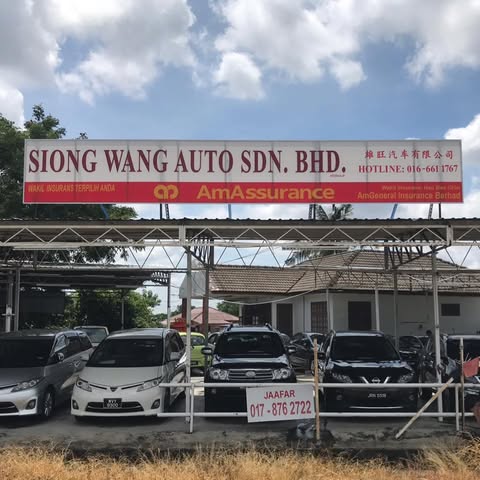 SIONG WANG AUTO SDN. BHD.
雄旺汽车有限公司
HOTLINE: 016-661 1767
WAKIL INSURANS TERPILIH ANDA
AmAssurance
AmGeneral Insurance Berhad
JAAFAR
017 - 876 2722